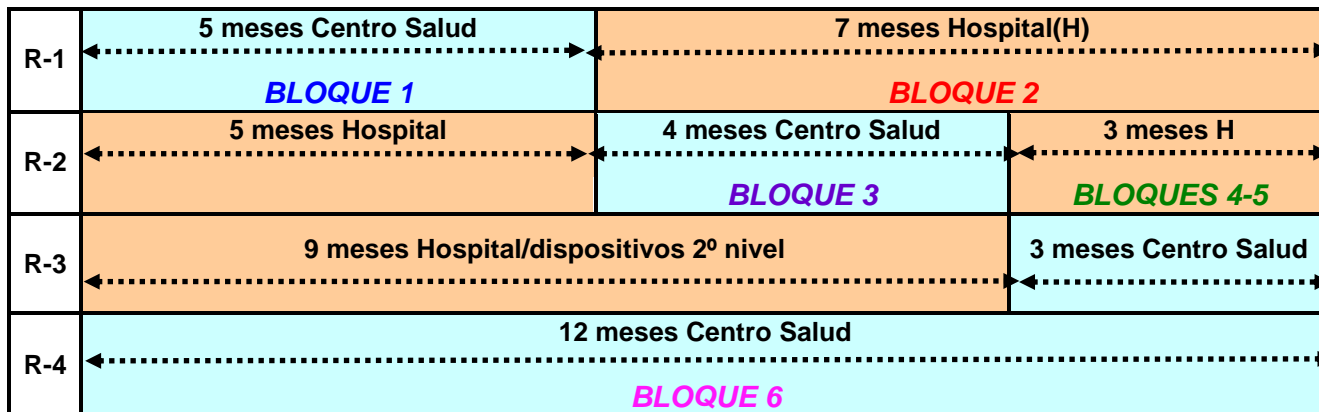 R-1
5 meses Centro Salud
7 meses Hospital(H)
BLOQUE 1
BLOQUE 2
R-2
5 meses Hospital
4 meses Centro Salud
3 meses H
BLOQUE 3
BLOQUES 4-5
R-3
9 meses Hospital/dispositivos 2º nivel
3 meses Centro Salud
R-4
12 meses Centro Salud
BLOQUE 6